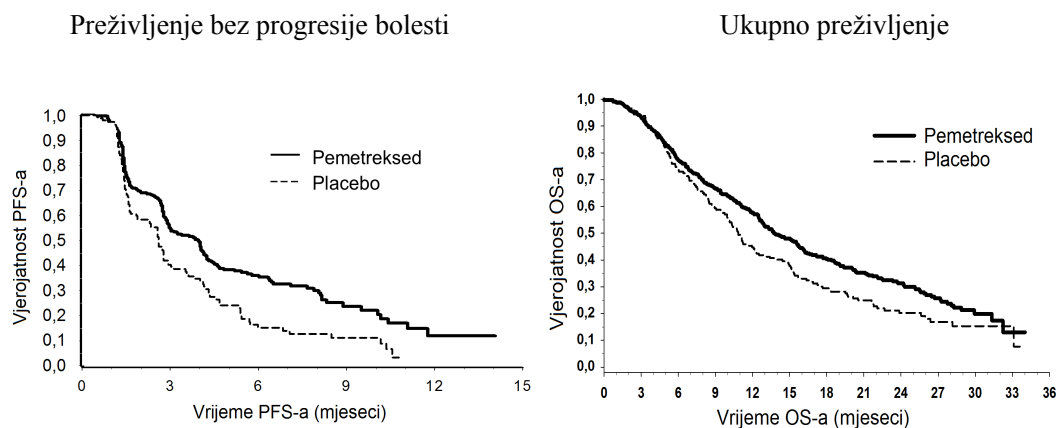 Preživljenje bez progresije bolesti
Ukupno preživljenje
Vjerojatnost PFS-a
1,0
0,9
0,8
0,7
0,6
0,5
0,4
0,3
0,2
0,1
0,0
Pemetreksed
Placebo
0 3 6 9 12 15
Vrijeme PFS-a (mjeseci)
Vjerojatnost OS-a
1,0
0,9
0,8
0,7
0,6
0,5
0,4
0,3
0,2
0,1
0,0
Pemetreksed
Placebo
0 3 6 9 12 15 18 21 24 27 30 33 36
Vrijeme OS-a (mjeseci)